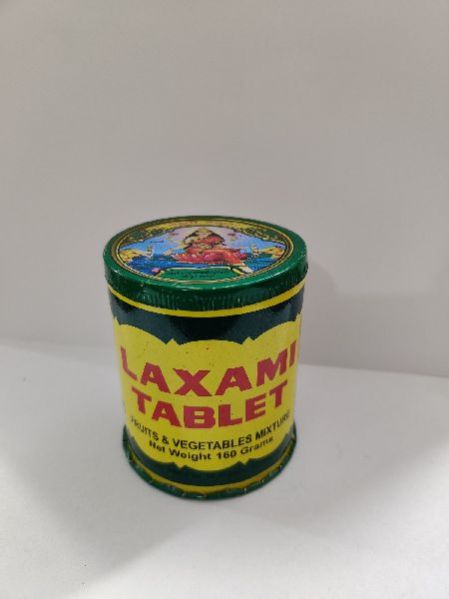 LAXAMI
TABLET
FRUITS & VEGETABLES MIXTURE
Net Weight 160 Grams